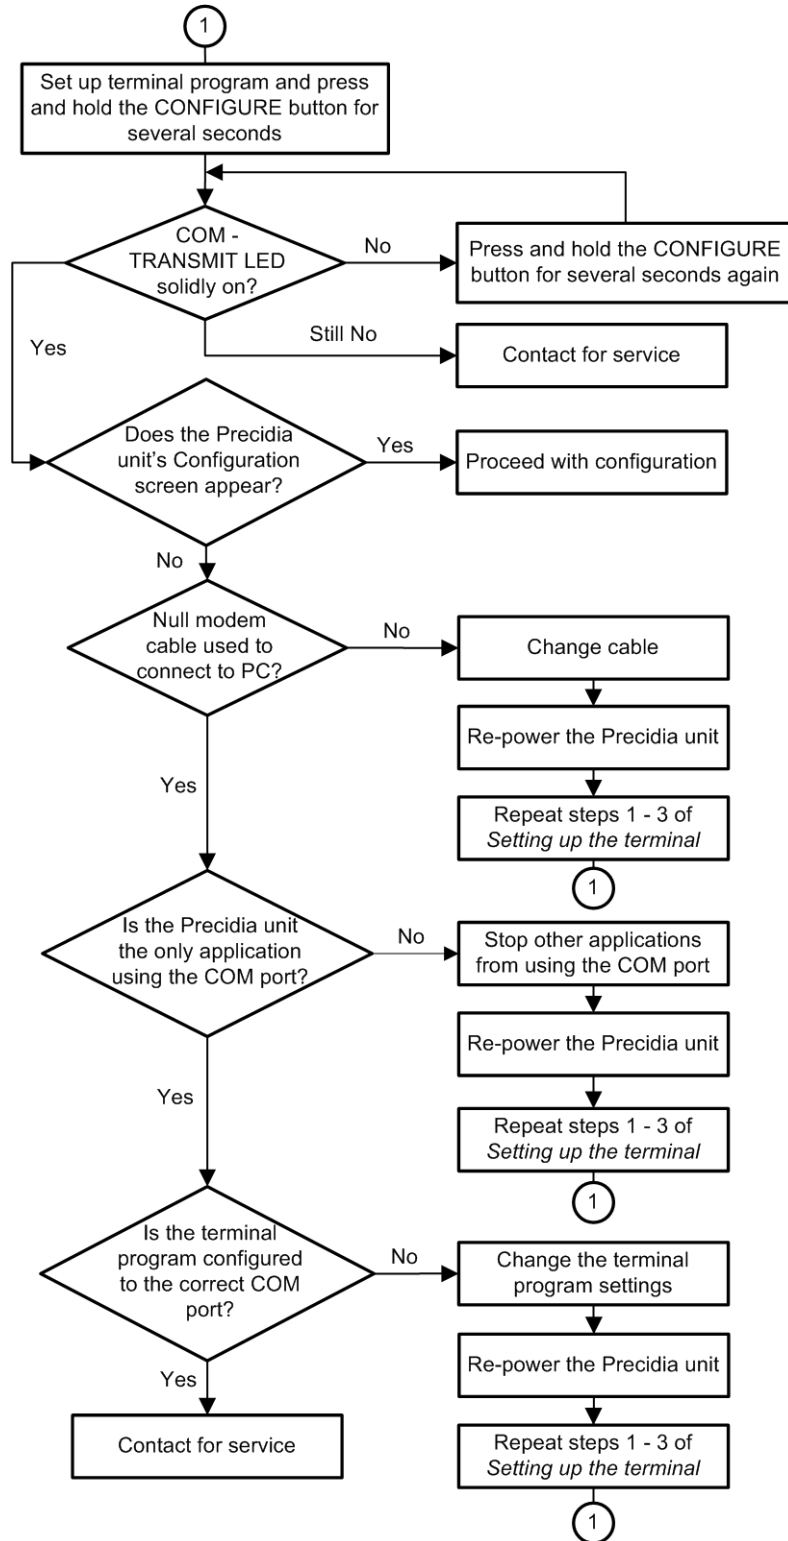 1
Set up terminal program and press
and hold the CONFIGURE button for
several seconds
COM -
TRANSMIT LED
solidly on?
No
Press and hold the CONFIGURE
button for several seconds again
Still No
Contact for service
Yes
Does the Precidia
unit's Configuration
screen appear?
Yes
Proceed with configuration
No
Null modem
cable used to
connect to PC?
No
Change cable
Re-power the Precidia unit
Repeat steps 1 - 3 of
Setting up the terminal
1
Yes
Is the Precidia unit
the only application
using the COM port?
No
Stop other applications
from using the COM port
Re-power the Precidia unit
Repeat steps 1 - 3 of
Setting up the terminal
1
Yes
Is the terminal
program configured
to the correct COM
port?
No
Change the terminal
program settings
Re-power the Precidia unit
Repeat steps 1 - 3 of
Setting up the terminal
1
Yes
Contact for service